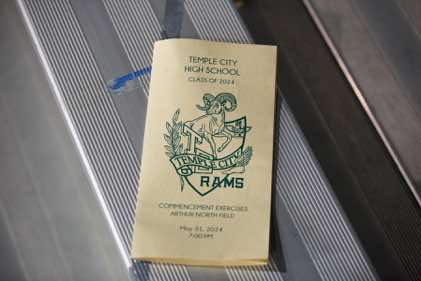 TEMPLE CITY
HIGH SCHOOL
CLASS OF 2024
TEMPLE CITY
RAMS
COMMENCEMENT EXERCISES
ARTHUR NORTH FIELD
May 31, 2024
7:00 PM